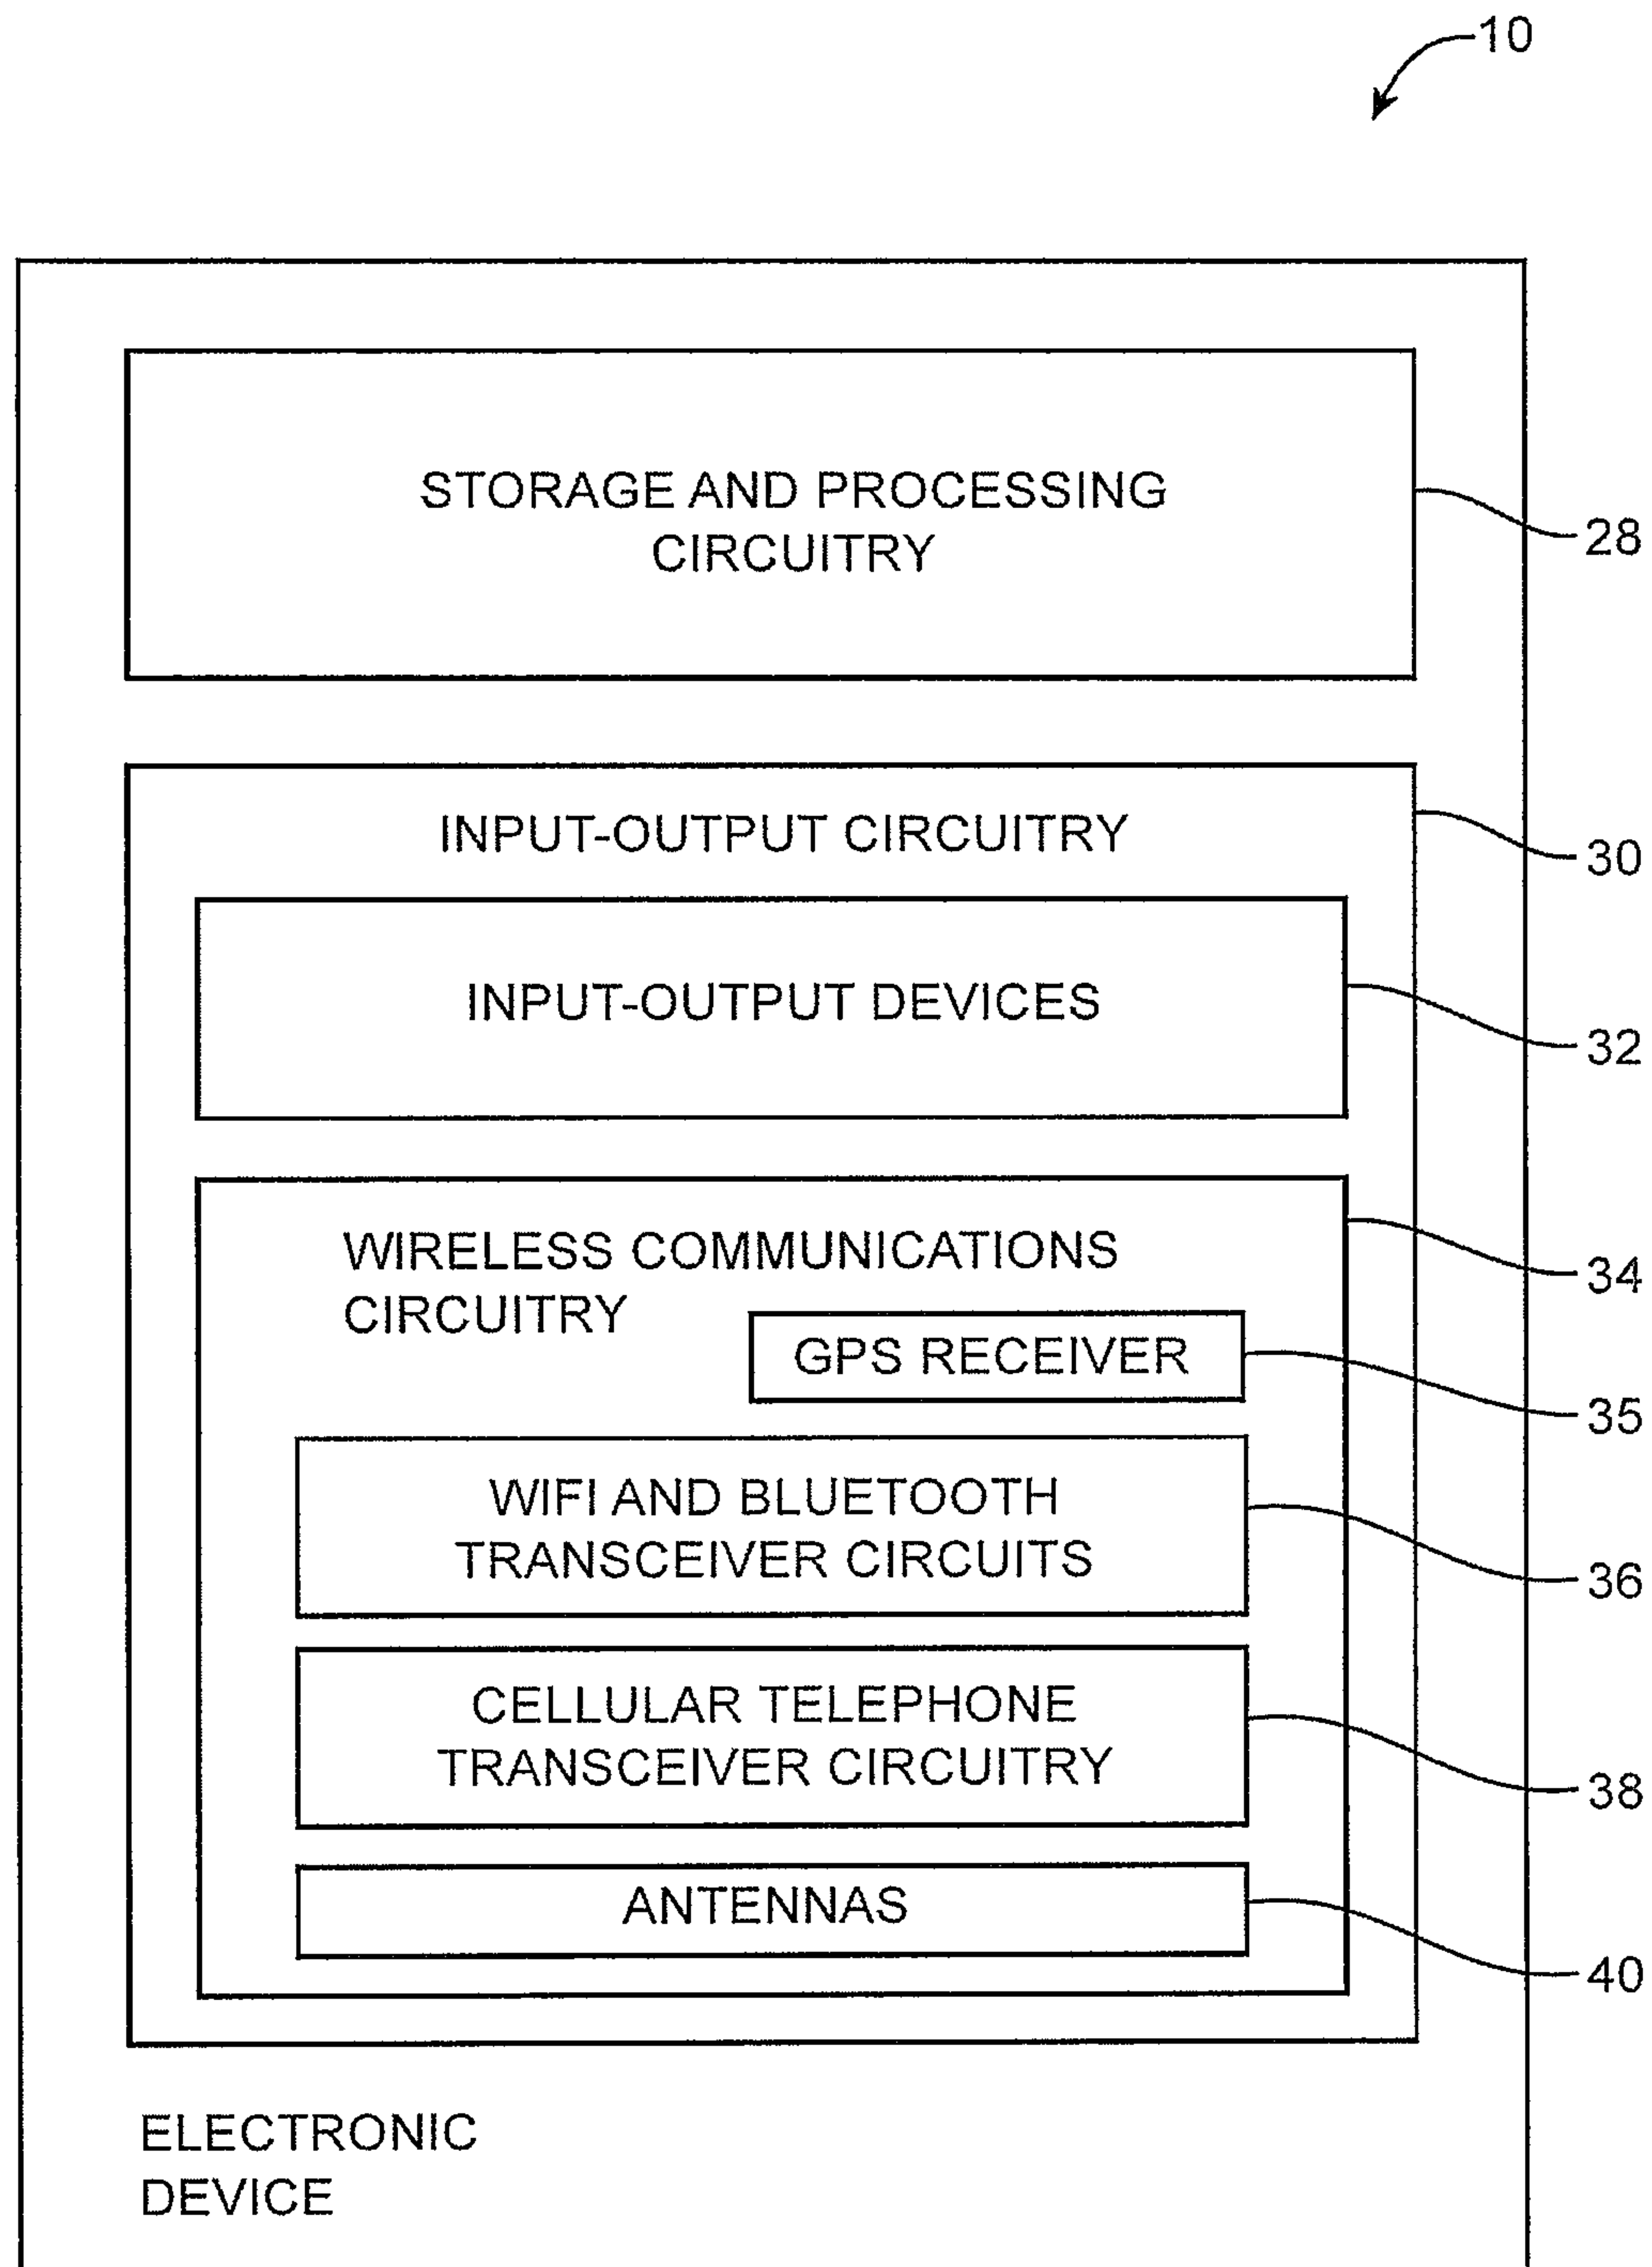 10
STORAGE AND PROCESSING
CIRCUITRY
28
INPUT-OUTPUT CIRCUITRY
30
INPUT-OUTPUT DEVICES
32
WIRELESS COMMUNICATIONS
CIRCUITRY
34
GPS RECEIVER
35
WIFI AND BLUETOOTH
TRANSCEIVER CIRCUITS
36
CELLULAR TELEPHONE
TRANSCEIVER CIRCUITRY
38
ANTENNAS
40
ELECTRONIC
DEVICE